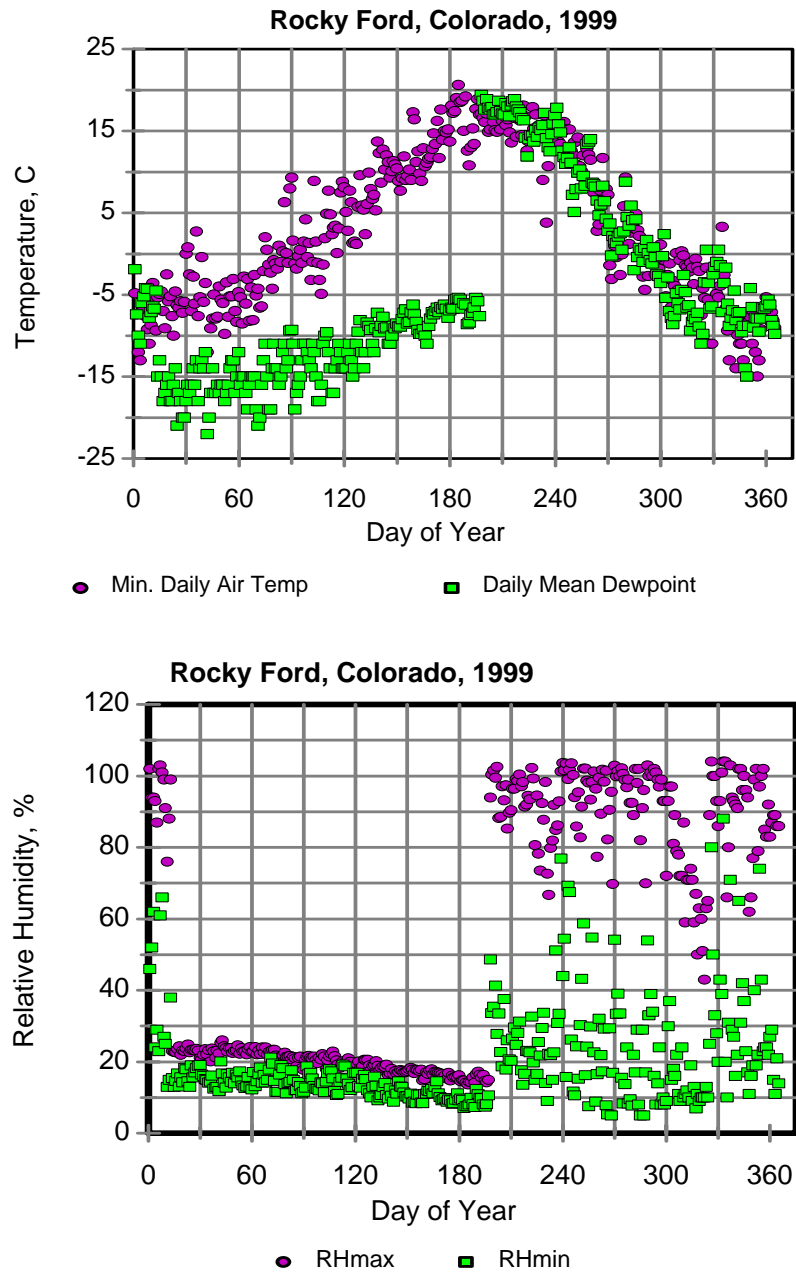 Rocky Ford, Colorado, 1999
25
15
5
-5
-15
-25
Temperature, C
0 60 120 180 240 300 360
Day of Year
Min. Daily Air Temp Daily Mean Dewpoint
Rocky Ford, Colorado, 1999
120
100
80
60
40
20
0
Relative Humidity, %
0 60 120 180 240 300 360
Day of Year
RHmax RHmin